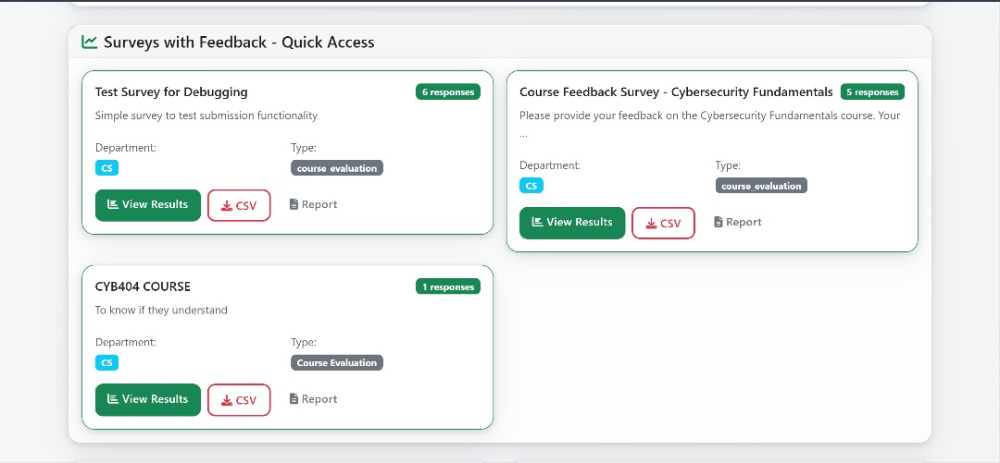 Surveys with Feedback - Quick Access
Test Survey for Debugging
6 responses
Simple survey to test submission functionality
Department:
Type:
CS
course_evaluation
View Results
CSV
Report
Course Feedback Survey - Cybersecurity Fundamentals
5 responses
Please provide your feedback on the Cybersecurity Fundamentals course. Your
...
Department:
Type:
CS
course_evaluation
View Results
CSV
Report
CYB404 COURSE
1 responses
To know if they understand
Department:
Type:
CS
Course Evaluation
View Results
CSV
Report